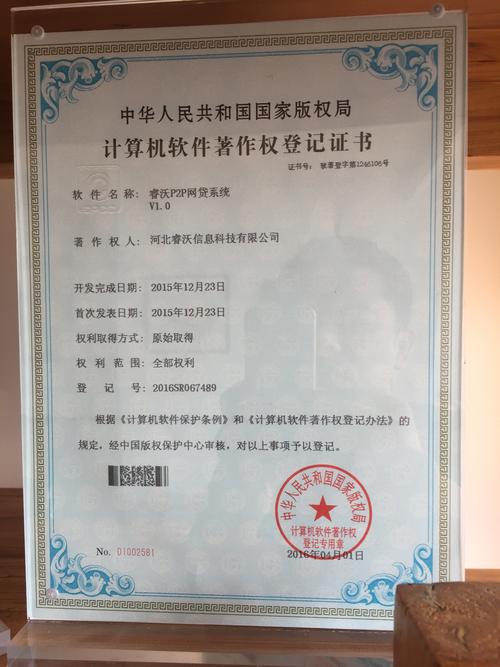 中华人民共和国国家版权局
计算机软件著作权登记证书
证书号： 软著登字第1246106号
软件名称： 睿沃P2P网贷系统
V1.0
著作权人： 河北睿沃信息科技有限公司
开发完成日期： 2015年12月23日
首次发表日期： 2015年12月23日
权利取得方式： 原始取得
权利范围： 全部权利
登记号： 2016SR067489
根据《计算机软件保护条例》和《计算机软件著作权登记办法》的
规定，经中国版权保护中心审核，对以上事项予以登记。
中华人民共和国国家版权局
计算机软件著作权
登记专用章
2016年04月01日
No. 01002581